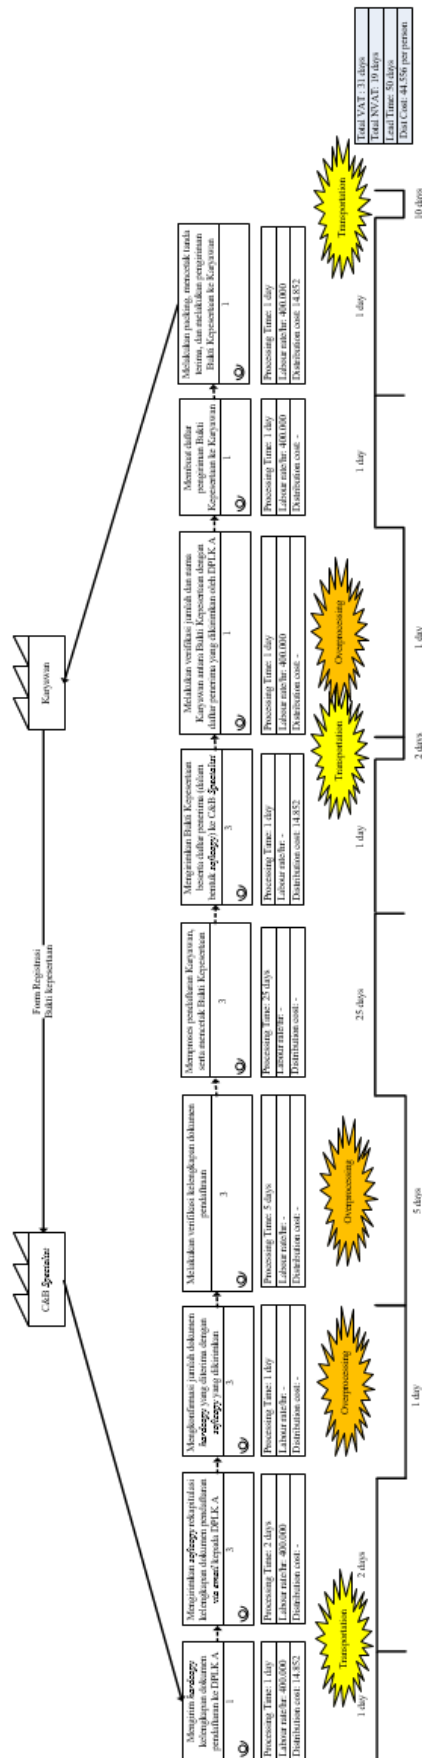 Form Registrasi
Bukti kepesertaan
C&B Specialist
Karyawan
Mengirim hardcopy
kelengkapan dokumen
pendaftaran ke DPLK A
1
Processing Time: 1 day
Labour rate/hr: 400.000
Distribution cost: 14.852
Mengirimkan softcopy rekapitulasi
kelengkapan dokumen pendaftaran
via email kepada DPLK A
3
Processing Time: 2 days
Labour rate/hr: 400.000
Distribution cost: -
Mengkonfirmasi jumlah dokumen
hardcopy yang diterima dengan
softcopy yang dikirimkan
3
Processing Time: 1 day
Labour rate/hr: -
Distribution cost: -
Melakukan verifikasi kelengkapan dokumen
pendaftaran
3
Processing Time: 5 days
Labour rate/hr: -
Distribution cost: -
Memproses pendaftaran Karyawan,
serta mencetak Bukti Kepesertaan
3
Processing Time: 25 days
Labour rate/hr: -
Distribution cost: -
Mengirimkan Bukti Kepesertaan
beserta daftar penerima (dalam
bentuk softcopy) ke C&B Specialist
3
Processing Time: 1 day
Labour rate/hr: -
Distribution cost: 14.852
Melakukan verifikasi jumlah dan nama
Karyawan antara Bukti Kepesertaan dengan
daftar penerima yang dikirimkan oleh DPLK A
1
Processing Time: 1 day
Labour rate/hr: 400.000
Distribution cost: -
Membuat daftar
pengiriman Bukti
Kepesertaan ke Karyawan
1
Processing Time: 1 day
Labour rate/hr: 400.000
Distribution cost: -
Melakukan packing, mencetak tanda
terima, dan melakukan pengiriman
Bukti Kepesertaan ke Karyawan
1
Processing Time: 1 day
Labour rate/hr: 400.000
Distribution cost: 14.852
Transportation
Overprocessing
Overprocessing
Transportation
Overprocessing
Transportation
1 day
2 days
1 day
5 days
25 days
1 day
2 days
1 day
1 day
1 day
10 days
Total VAT : 31 days
Total NVAT: 19 days
Lead Time: 50 days
Dist Cost: 44.556 per person